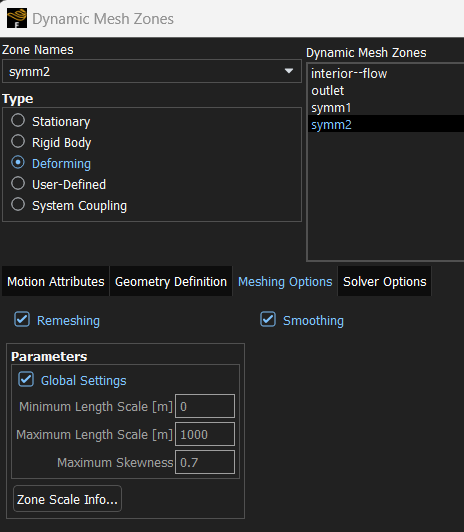 Dynamic Mesh Zones
Zone Names
symm2
Type
Stationary
Rigid Body
Deforming
User-Defined
System Coupling
Dynamic Mesh Zones
interior--flow
outlet
symm1
symm2
Motion Attributes Geometry Definition Meshing Options Solver Options
Remeshing Smoothing
Parameters
Global Settings
Minimum Length Scale [m] 0
Maximum Length Scale [m] 1000
Maximum Skewness 0.7
Zone Scale Info...